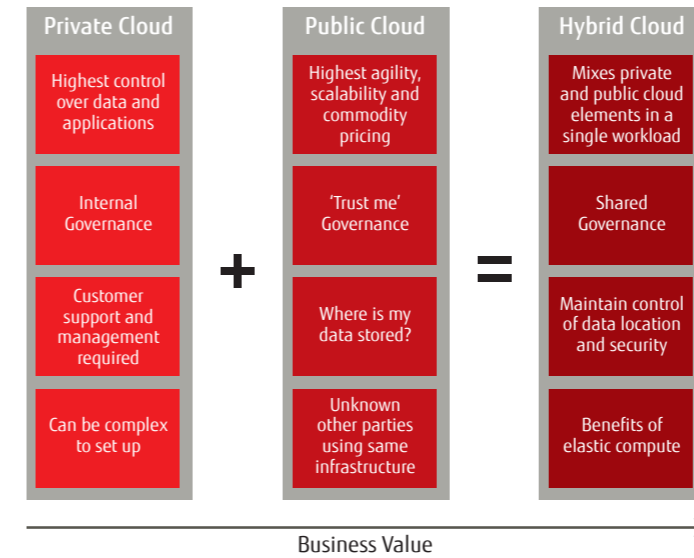 Private Cloud
Highest control
over data and
applications
Internal
Governance
Customer
support and
management
required
Can be complex
to set up
+
Public Cloud
Highest agility,
scalability and
commodity
pricing
‘Trust me’
Governance
Where is my
data stored?
Unknown
other parties
using same
infrastructure
=
Hybrid Cloud
Mixes private
and public cloud
elements in a
single workload
Shared
Governance
Maintain control
of data location
and security
Benefits of
elastic compute
Business Value